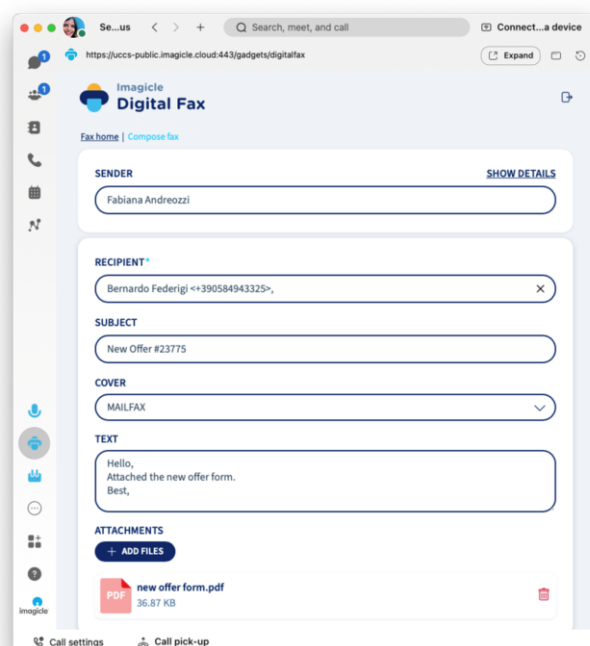 Se...us
Search, meet, and call
Connect...a device
1
https://uccs-public.imagicle.cloud:443/gadgets/digitalfax
Expand
1
Imagicle
Digital Fax
Fax home | Compose fax
SENDER
SHOW DETAILS
Fabiana Andreozzi
RECIPIENT*
Bernardo Federigi <+390584943325>,
SUBJECT
New Offer #23775
COVER
MAILFAX
TEXT
Hello,
Attached the new offer form.
Best,
ATTACHMENTS
+ ADD FILES
PDF
new offer form.pdf
36.87 KB
imagicle
Call settings
Call pick-up